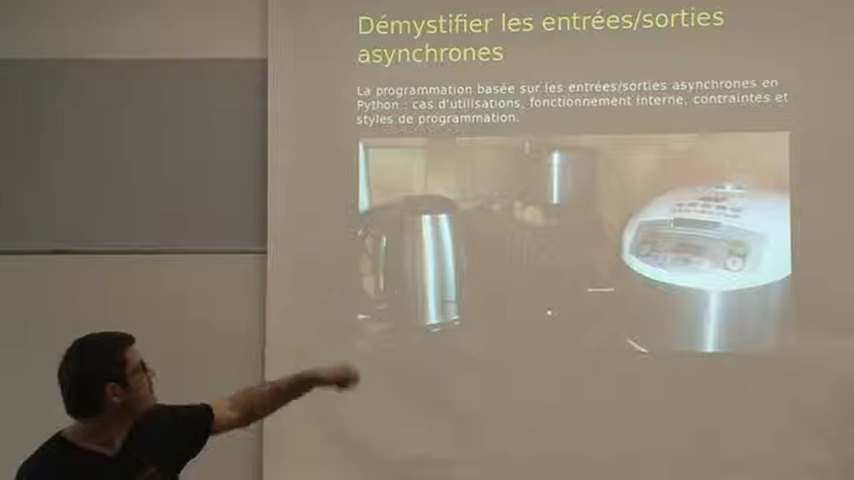 Démystifier les entrées/sorties
asynchrones
La programmation basée sur les entrées/sorties asynchrones en
Python : cas d'utilisations, fonctionnement interne, contraintes et
styles de programmation.